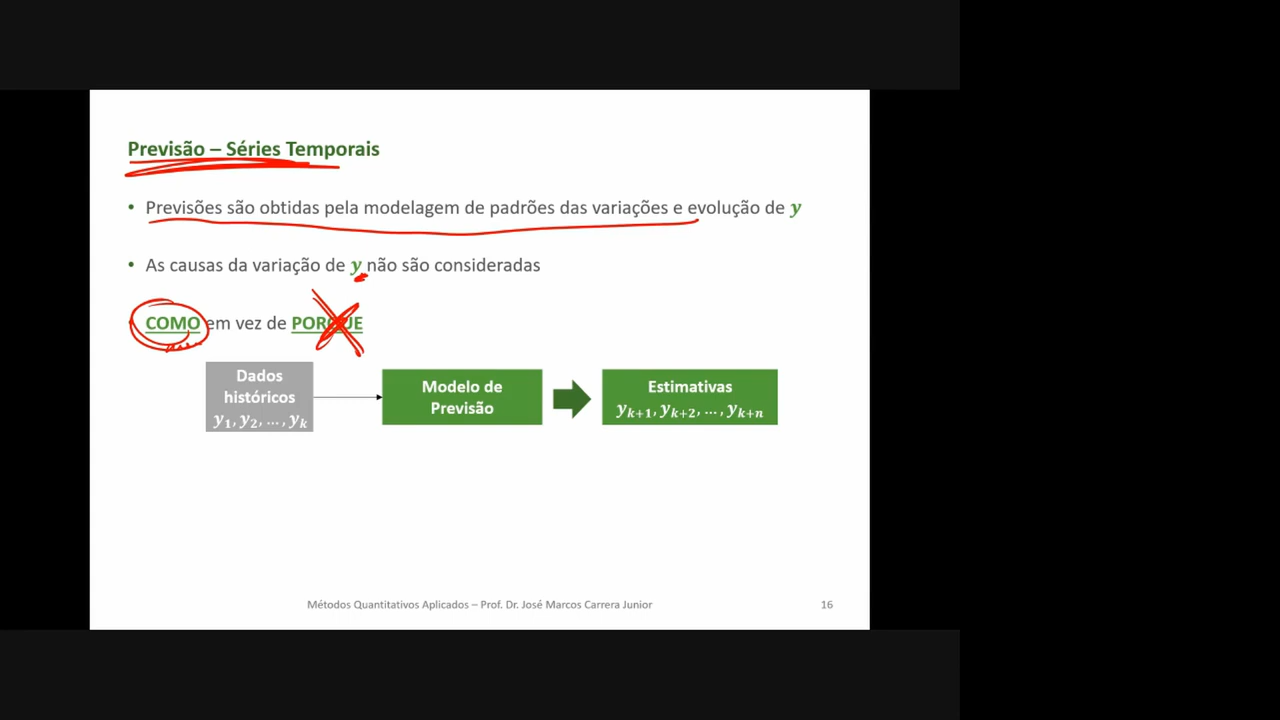 Previsão – Séries Temporais
• Previsões são obtidas pela modelagem de padrões das variações e evolução de y
• As causas da variação de y não são consideradas
• COMO em vez de PORQUE
Dados
históricos
y₁, y₂, …, yₖ
Modelo de
Previsão
Estimativas
yₖ₊₁, yₖ₊₂, …, yₖ₊ₙ
Métodos Quantitativos Aplicados – Prof. Dr. José Marcos Carrera Junior
16